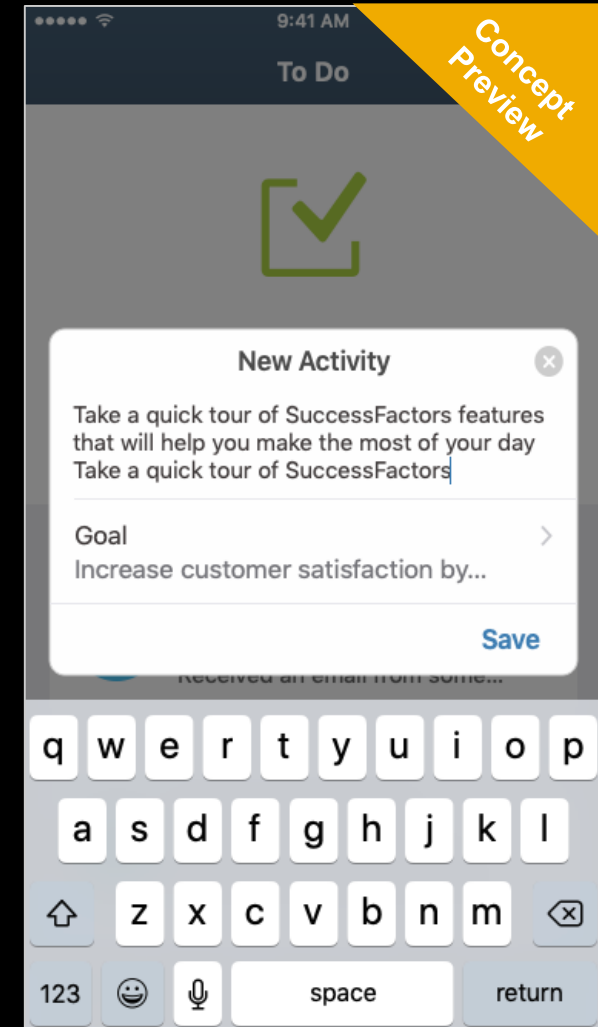 9:41 AM
Concept
Preview
To Do
New Activity
Take a quick tour of SuccessFactors features
that will help you make the most of your day
Take a quick tour of SuccessFactors
Goal
Increase customer satisfaction by...
Save
Received an email from some...
q w e r t y u i o p
a s d f g h j k l
z x c v b n m
123 space return